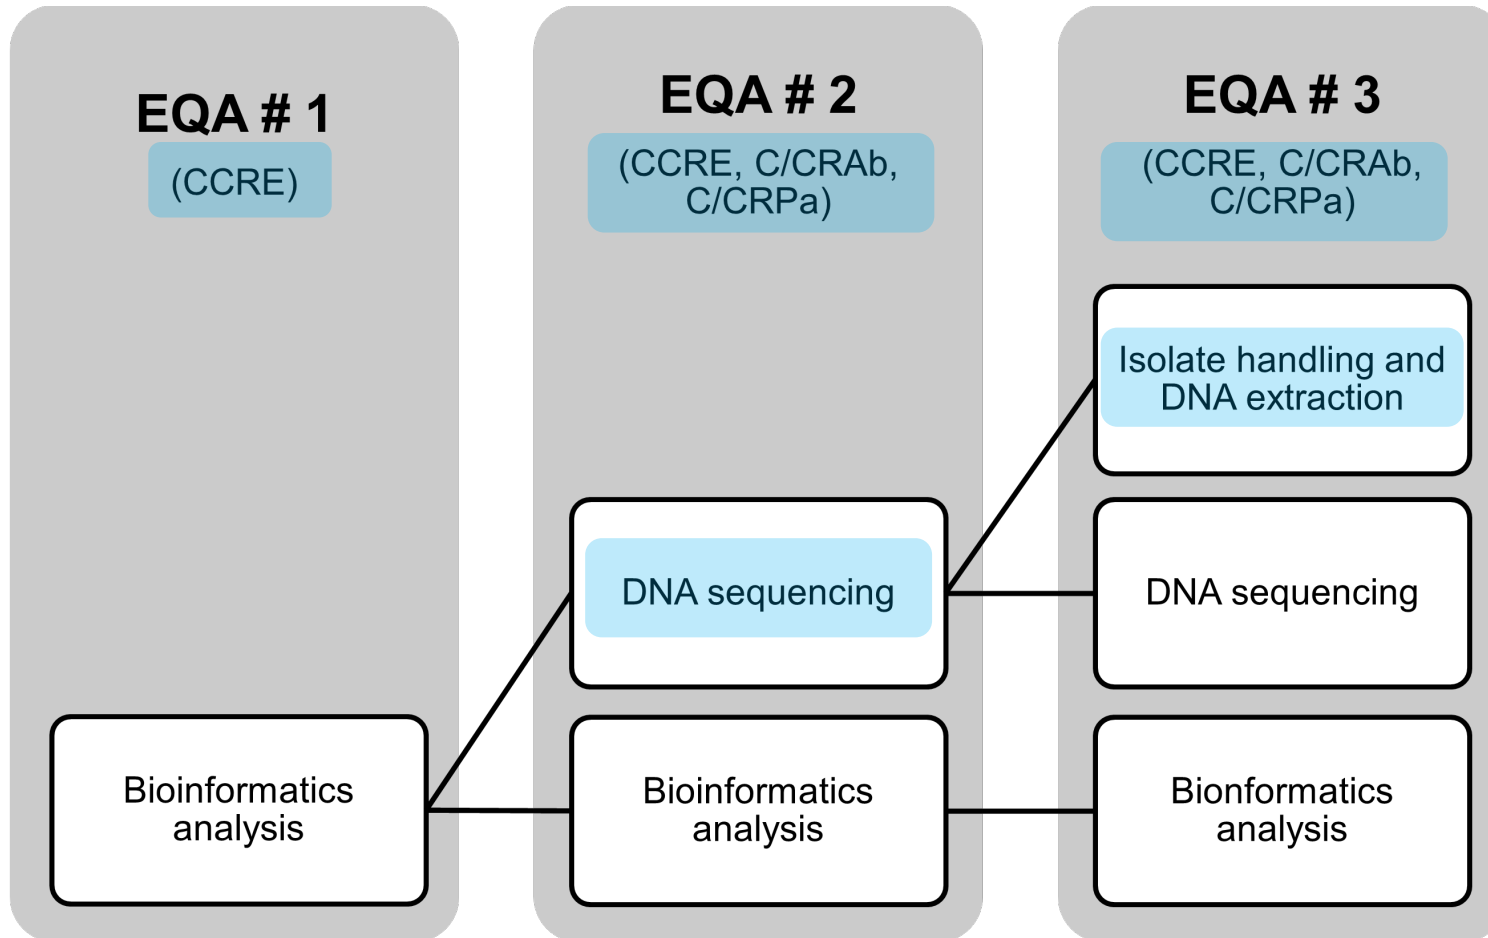 EQA # 1
(CCRE)
EQA # 2
(CCRE, C/CRAb,
C/CRPa)
EQA # 3
(CCRE, C/CRAb,
C/CRPa)
Isolate handling and
DNA extraction
DNA sequencing
DNA sequencing
Bioinformatics
analysis
Bioinformatics
analysis
Bionformatics
analysis